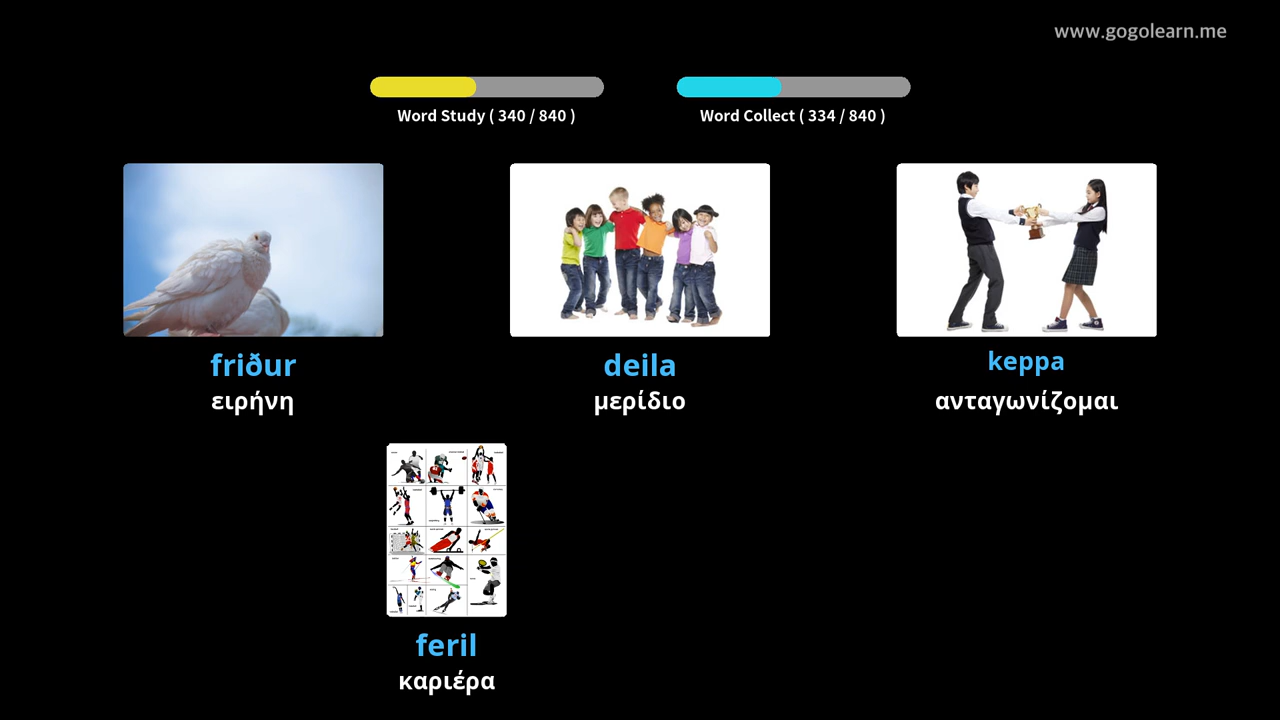 www.gogolearn.me
Word Study ( 340 / 840 )
Word Collect ( 334 / 840 )
friður
ειρήνη
deila
μερίδιο
keppa
ανταγωνίζομαι
feril
καριέρα